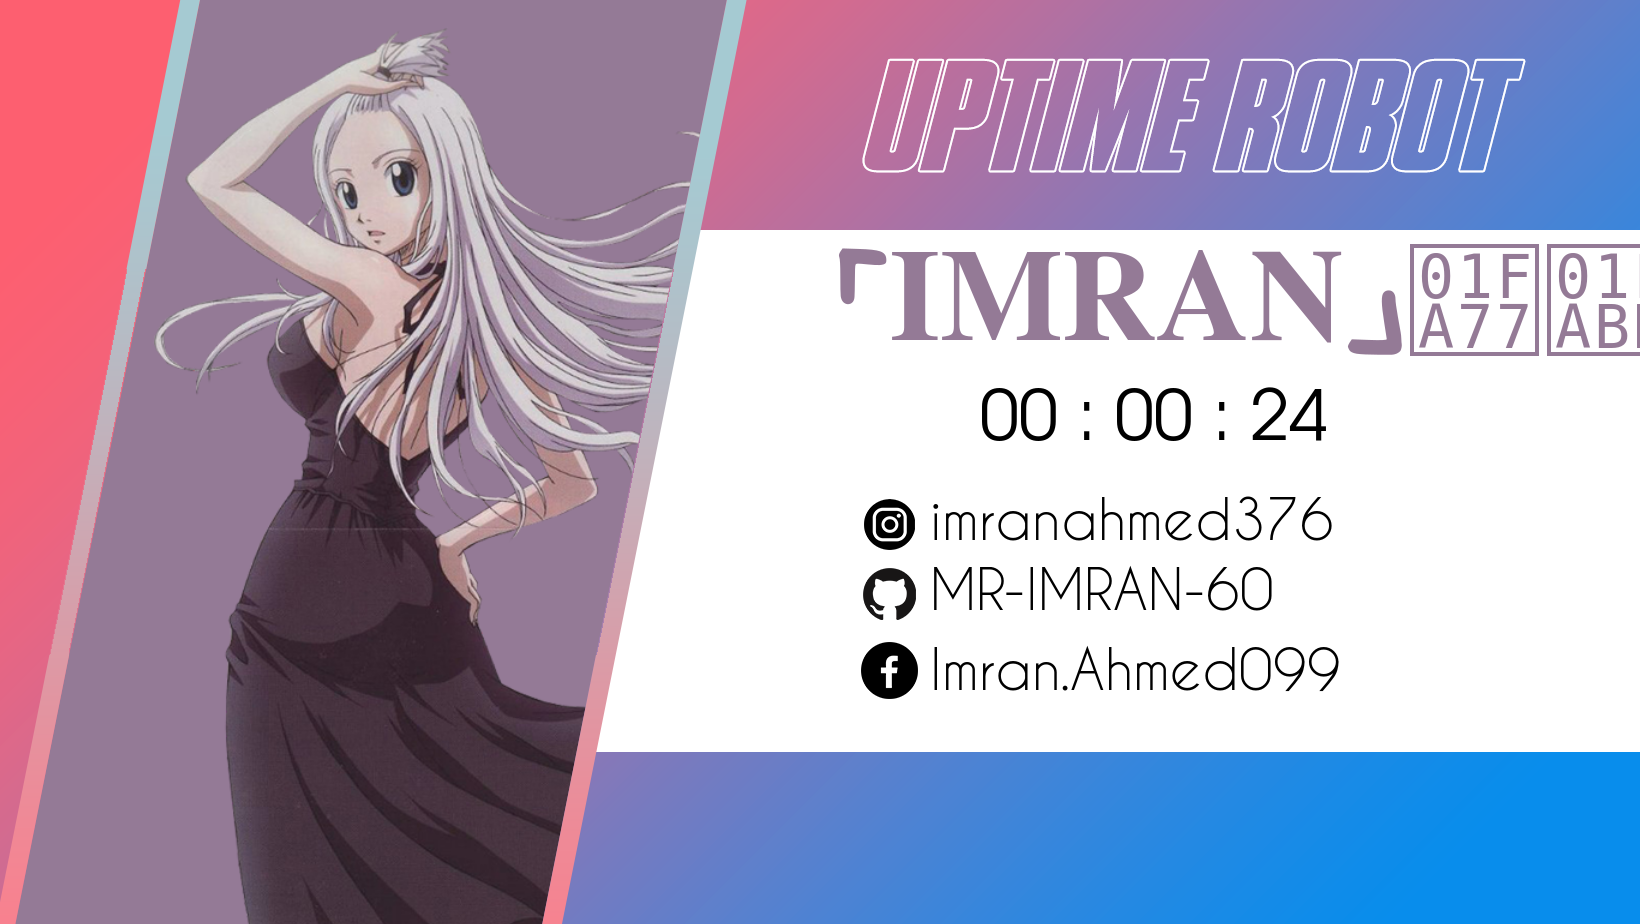 UPTIME ROBOT
「IMRAN」
00 : 00 : 24
imranahmed376
MR-IMRAN-60
Imran.Ahmed099